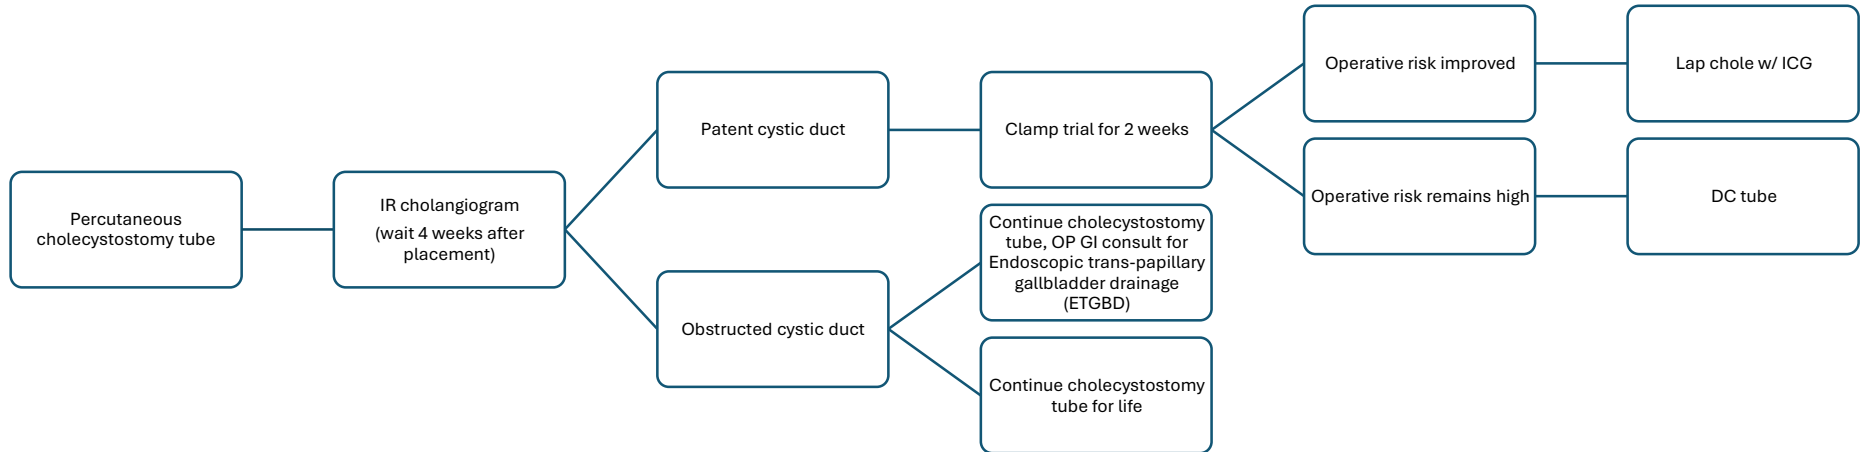 Percutaneous
cholecystostomy tube
IR cholangiogram
(wait 4 weeks after
placement)
Patent cystic duct
Clamp trial for 2 weeks
Operative risk improved
Lap chole w/ ICG
Operative risk remains high
DC tube
Obstructed cystic duct
Continue cholecystostomy
tube, OP GI consult for
Endoscopic trans-papillary
gallbladder drainage
(ETGBD)
Continue cholecystostomy
tube for life